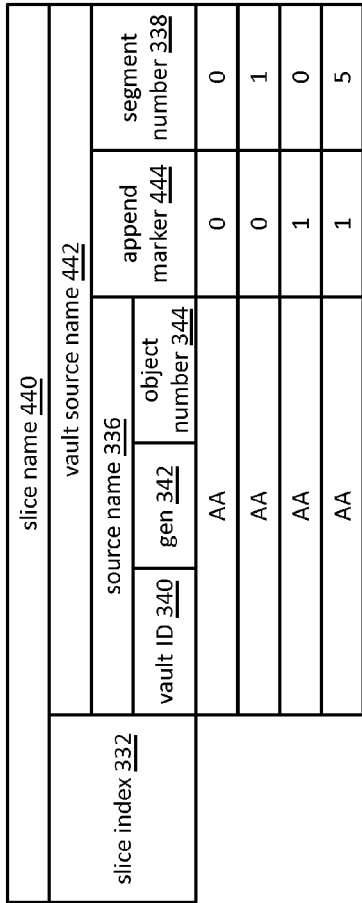 slice name 440
slice index 332
vault source name 442
source name 336
append
marker 444
segment
number 338
vault ID 340
gen 342
object
number 344
AA
0
0
AA
0
1
AA
1
0
AA
1
5